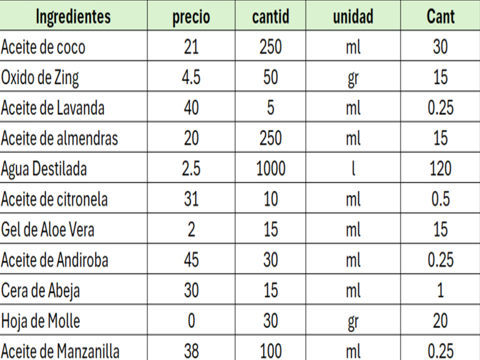 Ingredientes precio cantid unidad Cant
Aceite de coco 21 250 ml 30
Oxido de Zing 4.5 50 gr 15
Aceite de Lavanda 40 5 ml 0.25
Aceite de almendras 20 250 ml 15
Agua Destilada 2.5 1000 l 120
Aceite de citronela 31 10 ml 0.5
Gel de Aloe Vera 2 15 ml 15
Aceite de Andiroba 45 30 ml 0.25
Cera de Abeja 30 15 ml 1
Hoja de Molle 0 30 gr 20
Aceite de Manzanilla 38 100 ml 0.25